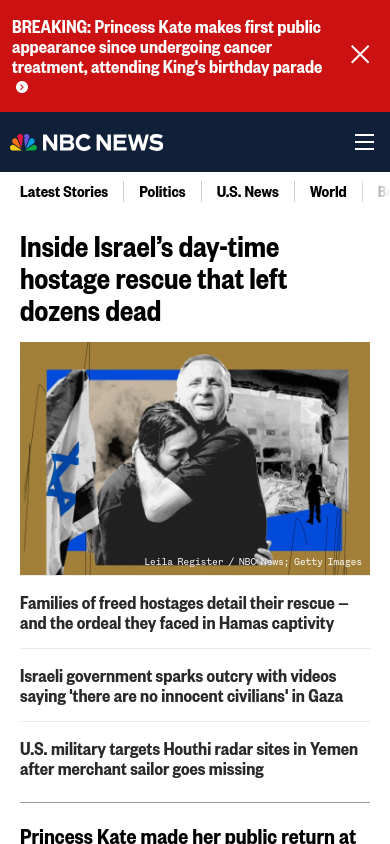 BREAKING: Princess Kate makes first public
appearance since undergoing cancer
treatment, attending King's birthday parade
NBC NEWS
Latest Stories
Politics
U.S. News
World
Inside Israel’s day-time
hostage rescue that left
dozens dead
Leila Register / NBC News; Getty Images
Families of freed hostages detail their rescue —
and the ordeal they faced in Hamas captivity
Israeli government sparks outcry with videos
saying 'there are no innocent civilians' in Gaza
U.S. military targets Houthi radar sites in Yemen
after merchant sailor goes missing
Princess Kate made her public return at